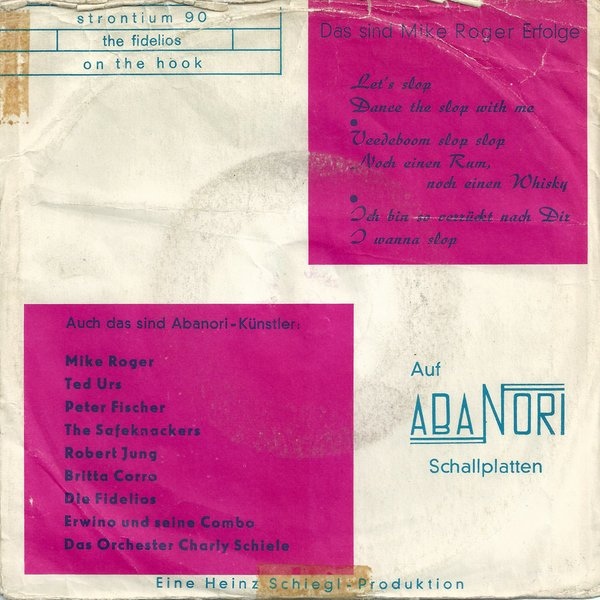 strontium 90
the fidelios
on the hook
Das sind Mike Roger Erfolge
Let's slop
Dance the slop with me
Veedeboom slop slop
Noch einen Rum,
noch einen Whisky
Ich bin so verrückt nach Dir
I wanna slop
Auch das sind Abanori-Künstler:
Mike Roger
Ted Urs
Peter Fischer
The Safeknackers
Robert Jung
Britta Corro
Die Fidelios
Erwino und seine Combo
Das Orchester Charly Schiele
Auf
ABANORI
Schallplatten
Eine Heinz Schiegl-Produktion